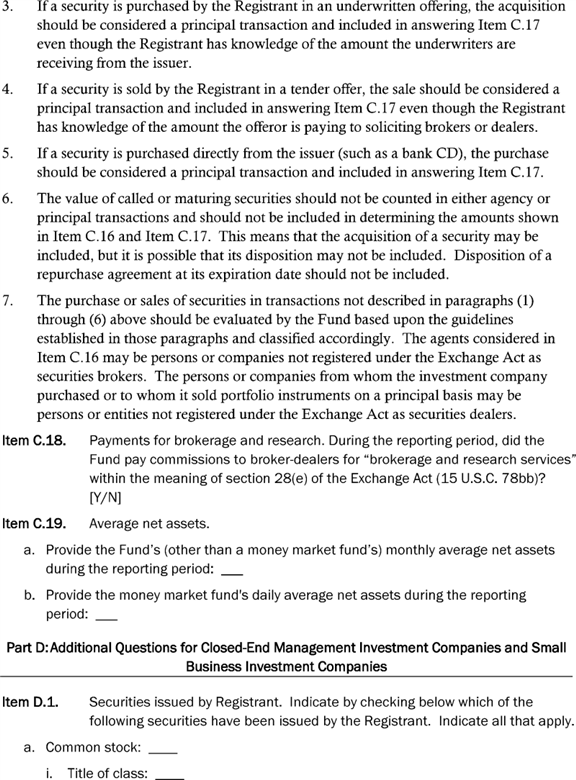 3. If a security is purchased by the Registrant in an underwritten offering, the acquisition
should be considered a principal transaction and included in answering Item C.17
even though the Registrant has knowledge of the amount the underwriters are
receiving from the issuer.
4. If a security is sold by the Registrant in a tender offer, the sale should be considered a
principal transaction and included in answering Item C.17 even though the Registrant
has knowledge of the amount the offeror is paying to soliciting brokers or dealers.
5. If a security is purchased directly from the issuer (such as a bank CD), the purchase
should be considered a principal transaction and included in answering Item C.17.
6. The value of called or maturing securities should not be counted in either agency or
principal transactions and should not be included in determining the amounts shown
in Item C.16 and Item C.17. This means that the acquisition of a security may be
included, but it is possible that its disposition may not be included. Disposition of a
repurchase agreement at its expiration date should not be included.
7. The purchase or sales of securities in transactions not described in paragraphs (1)
through (6) above should be evaluated by the Fund based upon the guidelines
established in those paragraphs and classified accordingly. The agents considered in
Item C.16 may be persons or companies not registered under the Exchange Act as
securities brokers. The persons or companies from whom the investment company
purchased or to whom it sold portfolio instruments on a principal basis may be
persons or entities not registered under the Exchange Act as securities dealers.
Item C.18. Payments for brokerage and research. During the reporting period, did the
Fund pay commissions to broker-dealers for “brokerage and research services”
within the meaning of section 28(e) of the Exchange Act (15 U.S.C. 78bb)?
[Y/N]
Item C.19. Average net assets.
a. Provide the Fund’s (other than a money market fund’s) monthly average net assets
during the reporting period: ___
b. Provide the money market fund's daily average net assets during the reporting
period: ___
Part D: Additional Questions for Closed-End Management Investment Companies and Small
Business Investment Companies
Item D.1. Securities issued by Registrant. Indicate by checking below which of the
following securities have been issued by the Registrant. Indicate all that apply.
a. Common stock: ____
i. Title of class: ____